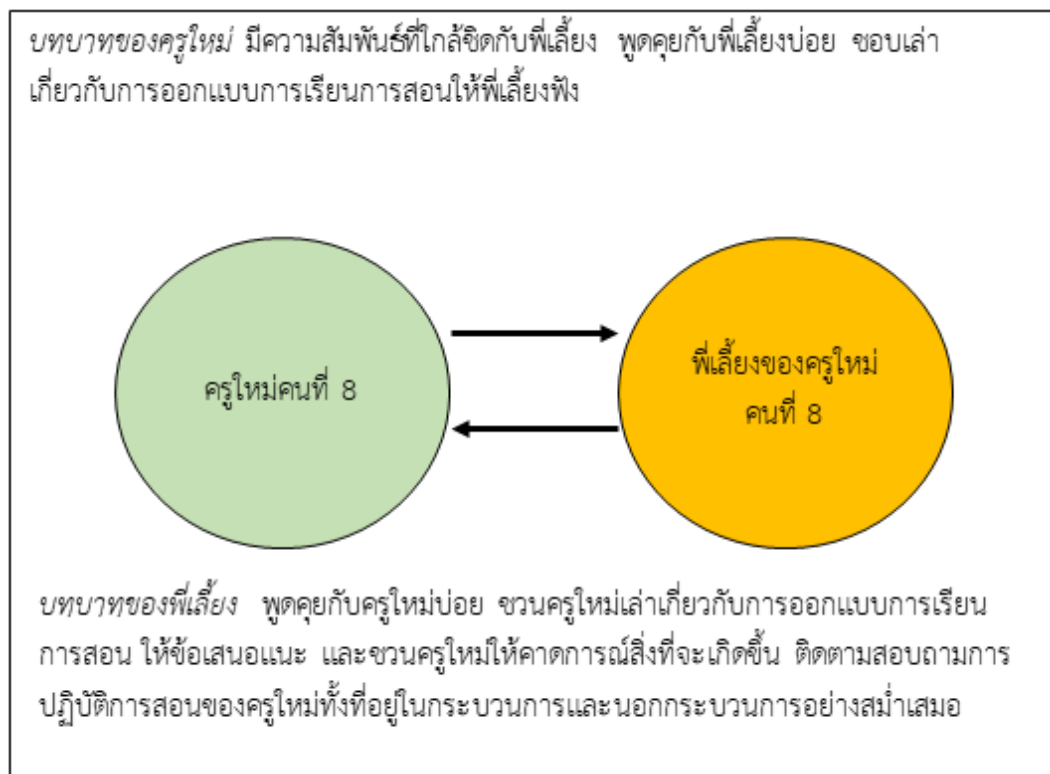 บทบาทของครูใหม่ มีความสัมพันธ์ที่ใกล้ชิดกับพี่เลี้ยง พูดคุยกับพี่เลี้ยงบ่อย ชอบเล่า
เกี่ยวกับการออกแบบการเรียนการสอนให้พี่เลี้ยงฟัง
ครูใหม่คนที่ 8
พี่เลี้ยงของครูใหม่
คนที่ 8
บทบาทของพี่เลี้ยง พูดคุยกับครูใหม่บ่อย ชวนครูใหม่เล่าเกี่ยวกับการออกแบบการเรียน
การสอน ให้ข้อเสนอแนะ และชวนครูใหม่ให้คาดการณ์สิ่งที่จะเกิดขึ้น ติดตามสอบถามการ
ปฏิบัติการสอนของครูใหม่ทั้งที่อยู่ในกระบวนการและนอกกระบวนการอย่างสม่ำเสมอ